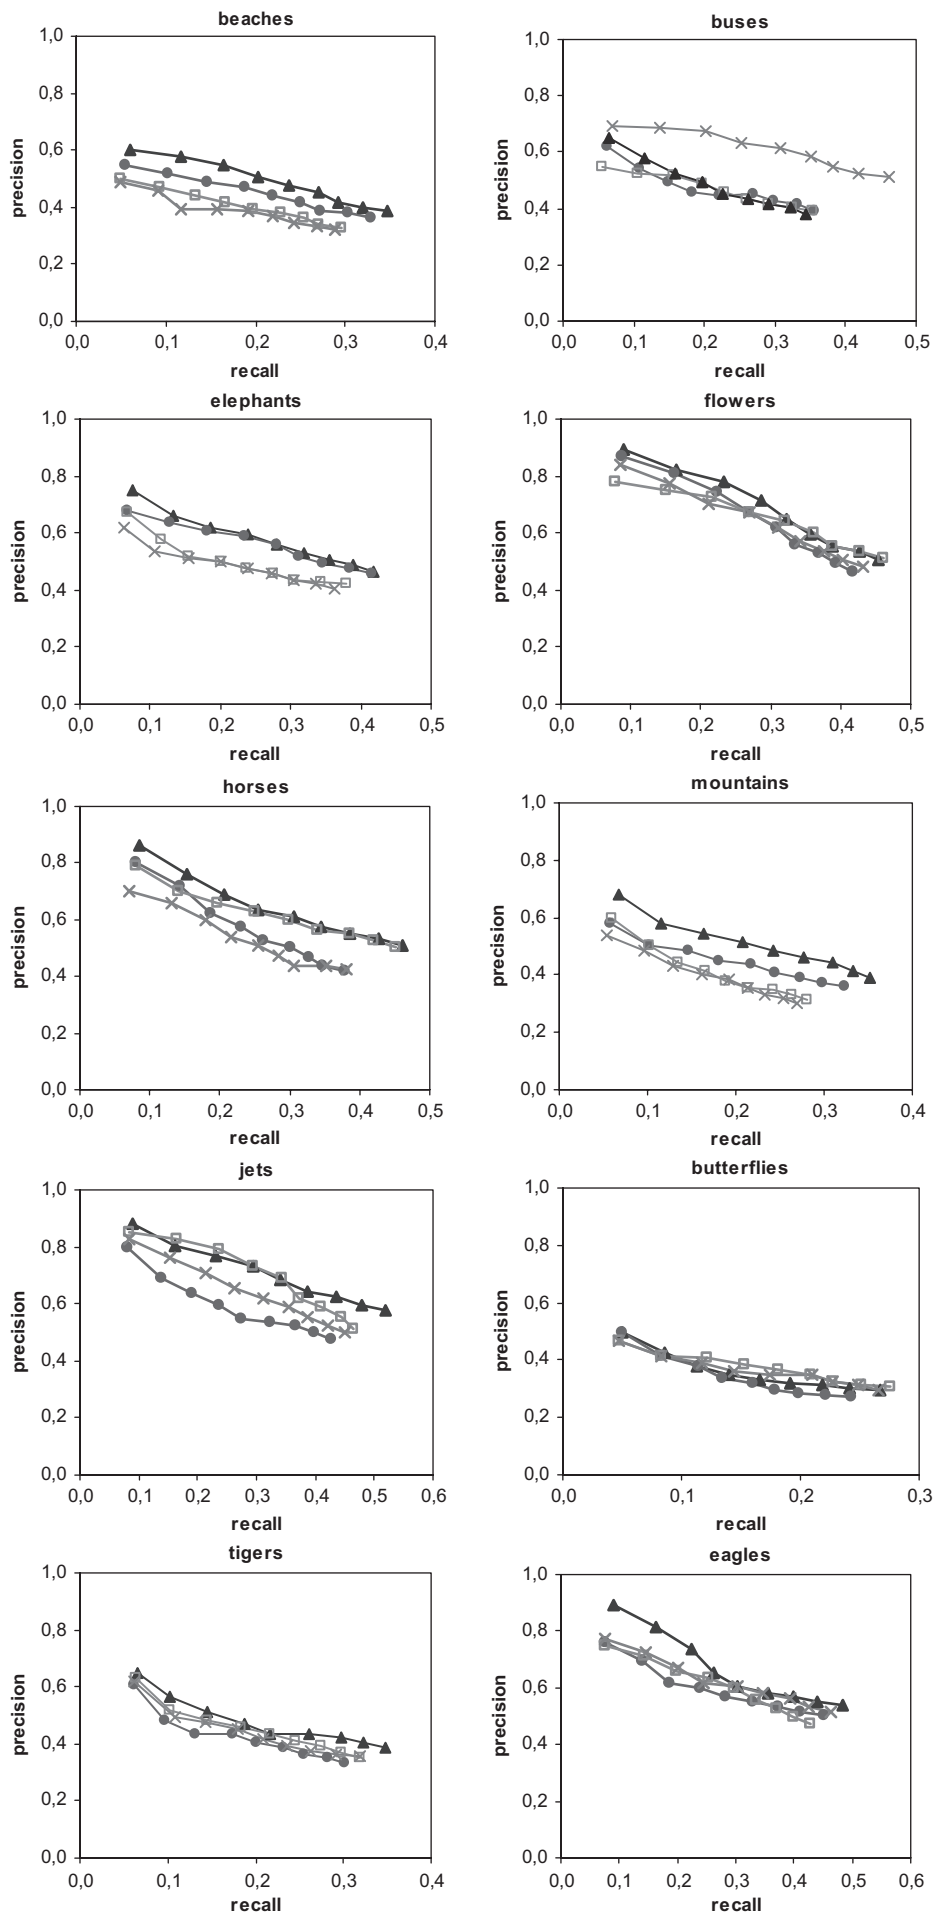 beaches
1,0
0,8
0,6
0,4
0,2
0,0
precision
0,0 0,1 0,2 0,3 0,4
recall
buses
1,0
0,8
0,6
0,4
0,2
0,0
precision
0,0 0,1 0,2 0,3 0,4 0,5
recall
elephants
1,0
0,8
0,6
0,4
0,2
0,0
precision
0,0 0,1 0,2 0,3 0,4 0,5
recall
flowers
1,0
0,8
0,6
0,4
0,2
0,0
precision
0,0 0,1 0,2 0,3 0,4 0,5
recall
horses
1,0
0,8
0,6
0,4
0,2
0,0
precision
0,0 0,1 0,2 0,3 0,4 0,5
recall
mountains
1,0
0,8
0,6
0,4
0,2
0,0
precision
0,0 0,1 0,2 0,3 0,4
recall
jets
1,0
0,8
0,6
0,4
0,2
0,0
precision
0,0 0,1 0,2 0,3 0,4 0,5 0,6
recall
butterflies
1,0
0,8
0,6
0,4
0,2
0,0
precision
0,0 0,1 0,2 0,3
recall
tigers
1,0
0,8
0,6
0,4
0,2
0,0
precision
0,0 0,1 0,2 0,3 0,4
recall
eagles
1,0
0,8
0,6
0,4
0,2
0,0
precision
0,0 0,1 0,2 0,3 0,4 0,5 0,6
recall